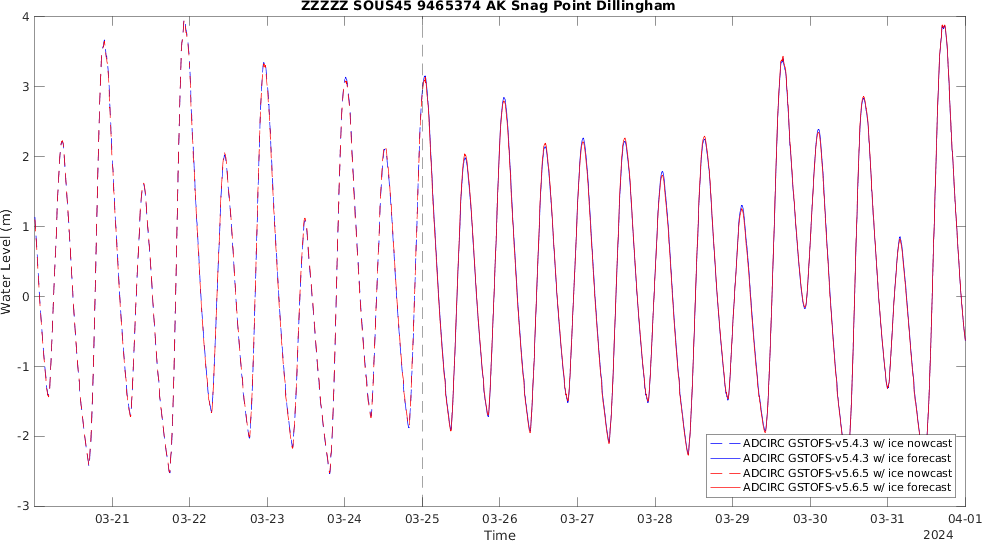 ZZZZZ SOUS45 9465374 AK Snag Point Dillingham
4
3
2
1
0
-1
-2
-3
Water Level (m)
ADCIRC GSTOFS-v5.4.3 w/ ice nowcast
ADCIRC GSTOFS-v5.4.3 w/ ice forecast
ADCIRC GSTOFS-v5.6.5 w/ ice nowcast
ADCIRC GSTOFS-v5.6.5 w/ ice forecast
03-21 03-22 03-23 03-24 03-25 03-26 03-27 03-28 03-29 03-30 03-31 04-01
Time
2024